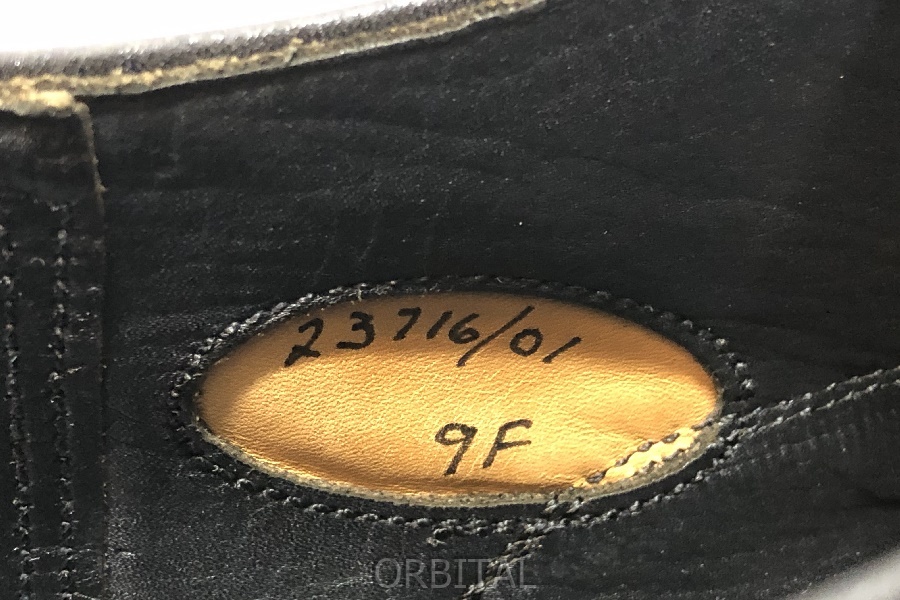 23716/01
9F
ORBITAL